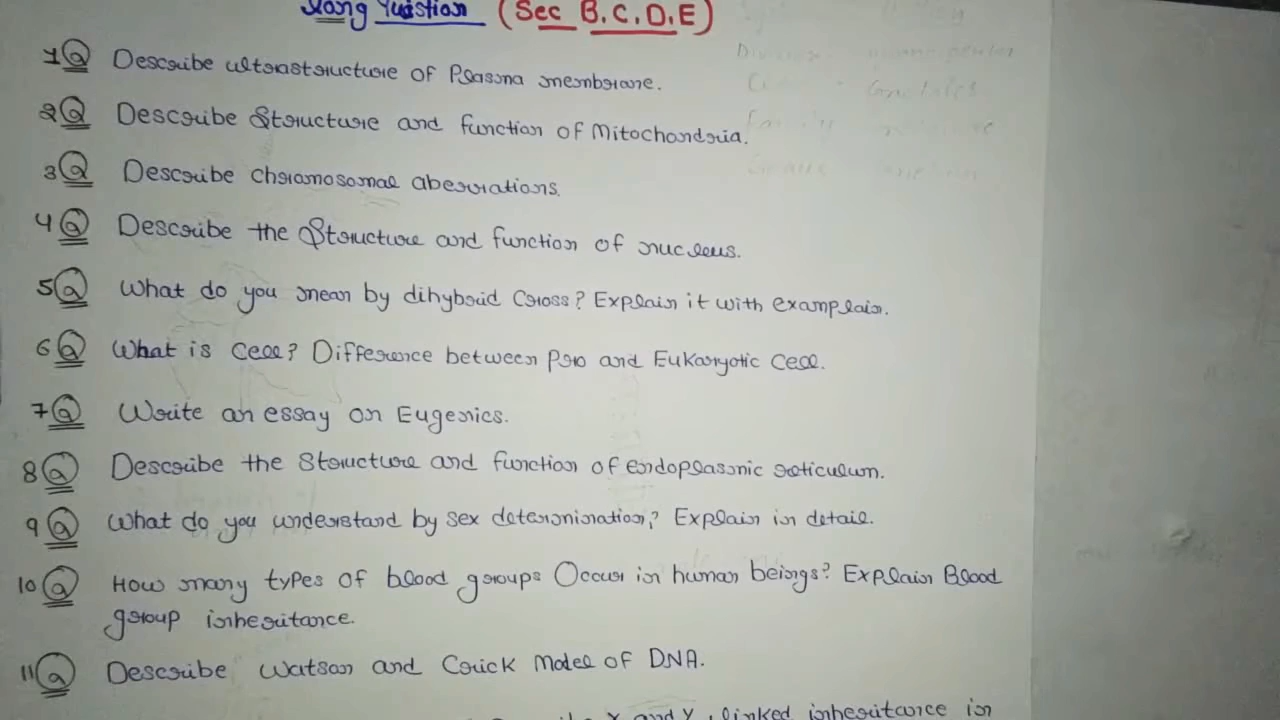 Long Question (Sec B.C.D.E)
1Q Describe ultrastructure of Plasma membrane.
2Q Describe Structure and function of Mitochondria.
3Q Describe chromosomal aberrations.
4Q Describe the Structure and function of nucleus.
5Q What do you mean by dihybrid Cross? Explain it with examplain.
6Q What is Cell? Difference between Pro and Eukaryotic Cell.
7Q Write an essay on Eugenics.
8Q Describe the Structure and function of endoplasmic reticulum.
9Q What do you understand by sex determination? Explain in detail.
10Q How many types of blood groups Occur in human beings? Explain Blood
group inheritance.
11Q Describe Watson and Crick Model of DNA.
X and Y linked inheritance in